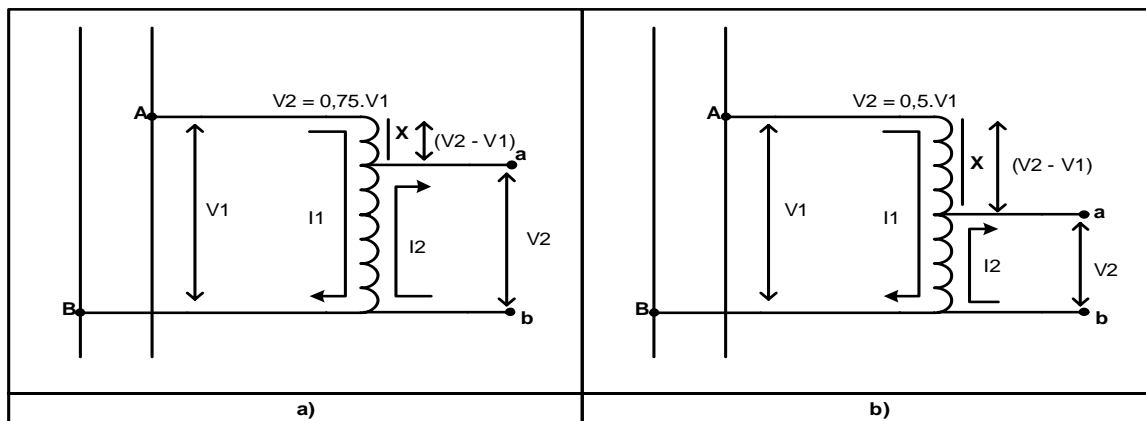 V2 = 0,75.V1
A
X
(V2 - V1)
a
V1
I1
I2
V2
B
b
a)
V2 = 0,5.V1
A
X
(V2 - V1)
V1
I1
a
I2
V2
B
b
b)